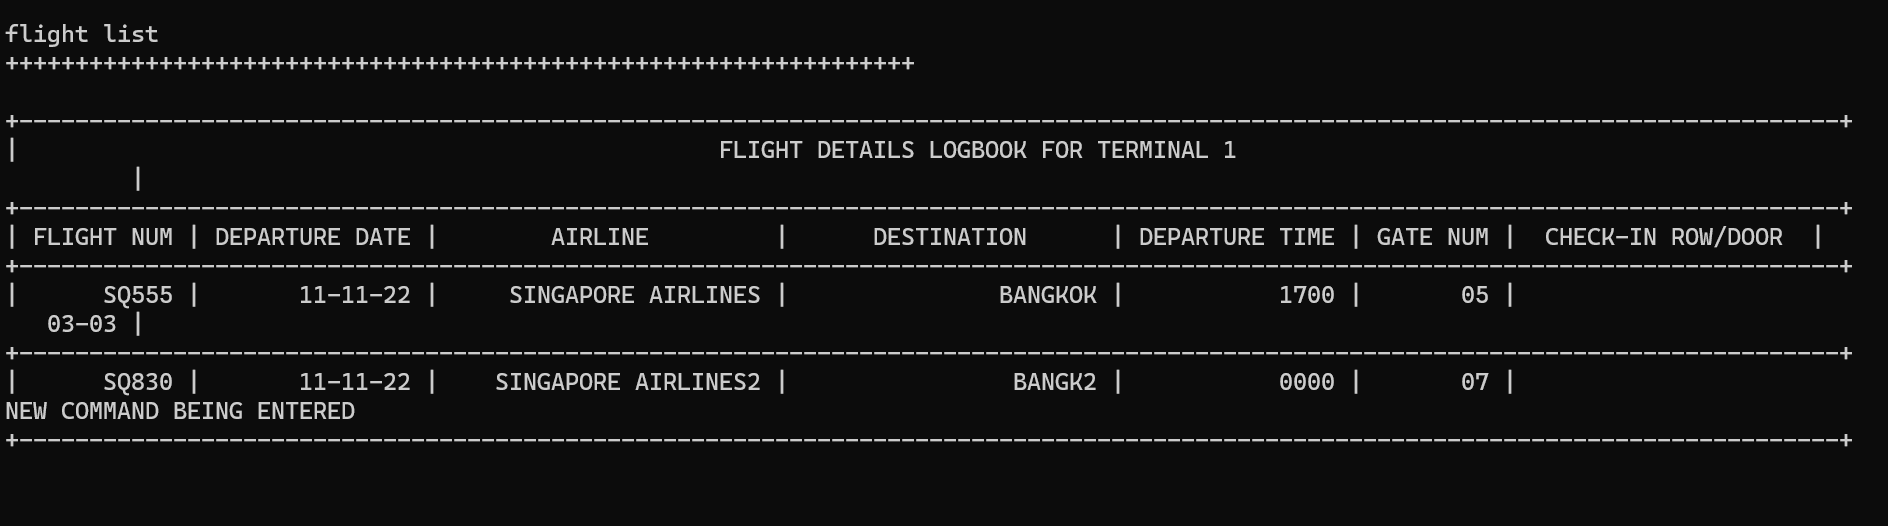 flight list
+++++++++++++++++++++++++++++++++++++++++++++++++++++++++++++++++
+----------------------------------------------------------------------------------------------------------------------------------+
|                                                  FLIGHT DETAILS LOGBOOK FOR TERMINAL 1
         |
+----------------------------------------------------------------------------------------------------------------------------------+
| FLIGHT NUM | DEPARTURE DATE |        AIRLINE         |      DESTINATION      | DEPARTURE TIME | GATE NUM |  CHECK-IN ROW/DOOR  |
+----------------------------------------------------------------------------------------------------------------------------------+
|      SQ555 |       11-11-22 |     SINGAPORE AIRLINES |               BANGKOK |           1700 |       05 |
   03-03 |
+----------------------------------------------------------------------------------------------------------------------------------+
|      SQ830 |       11-11-22 |    SINGAPORE AIRLINES2 |                BANGK2 |           0000 |       07 |
NEW COMMAND BEING ENTERED
+----------------------------------------------------------------------------------------------------------------------------------+